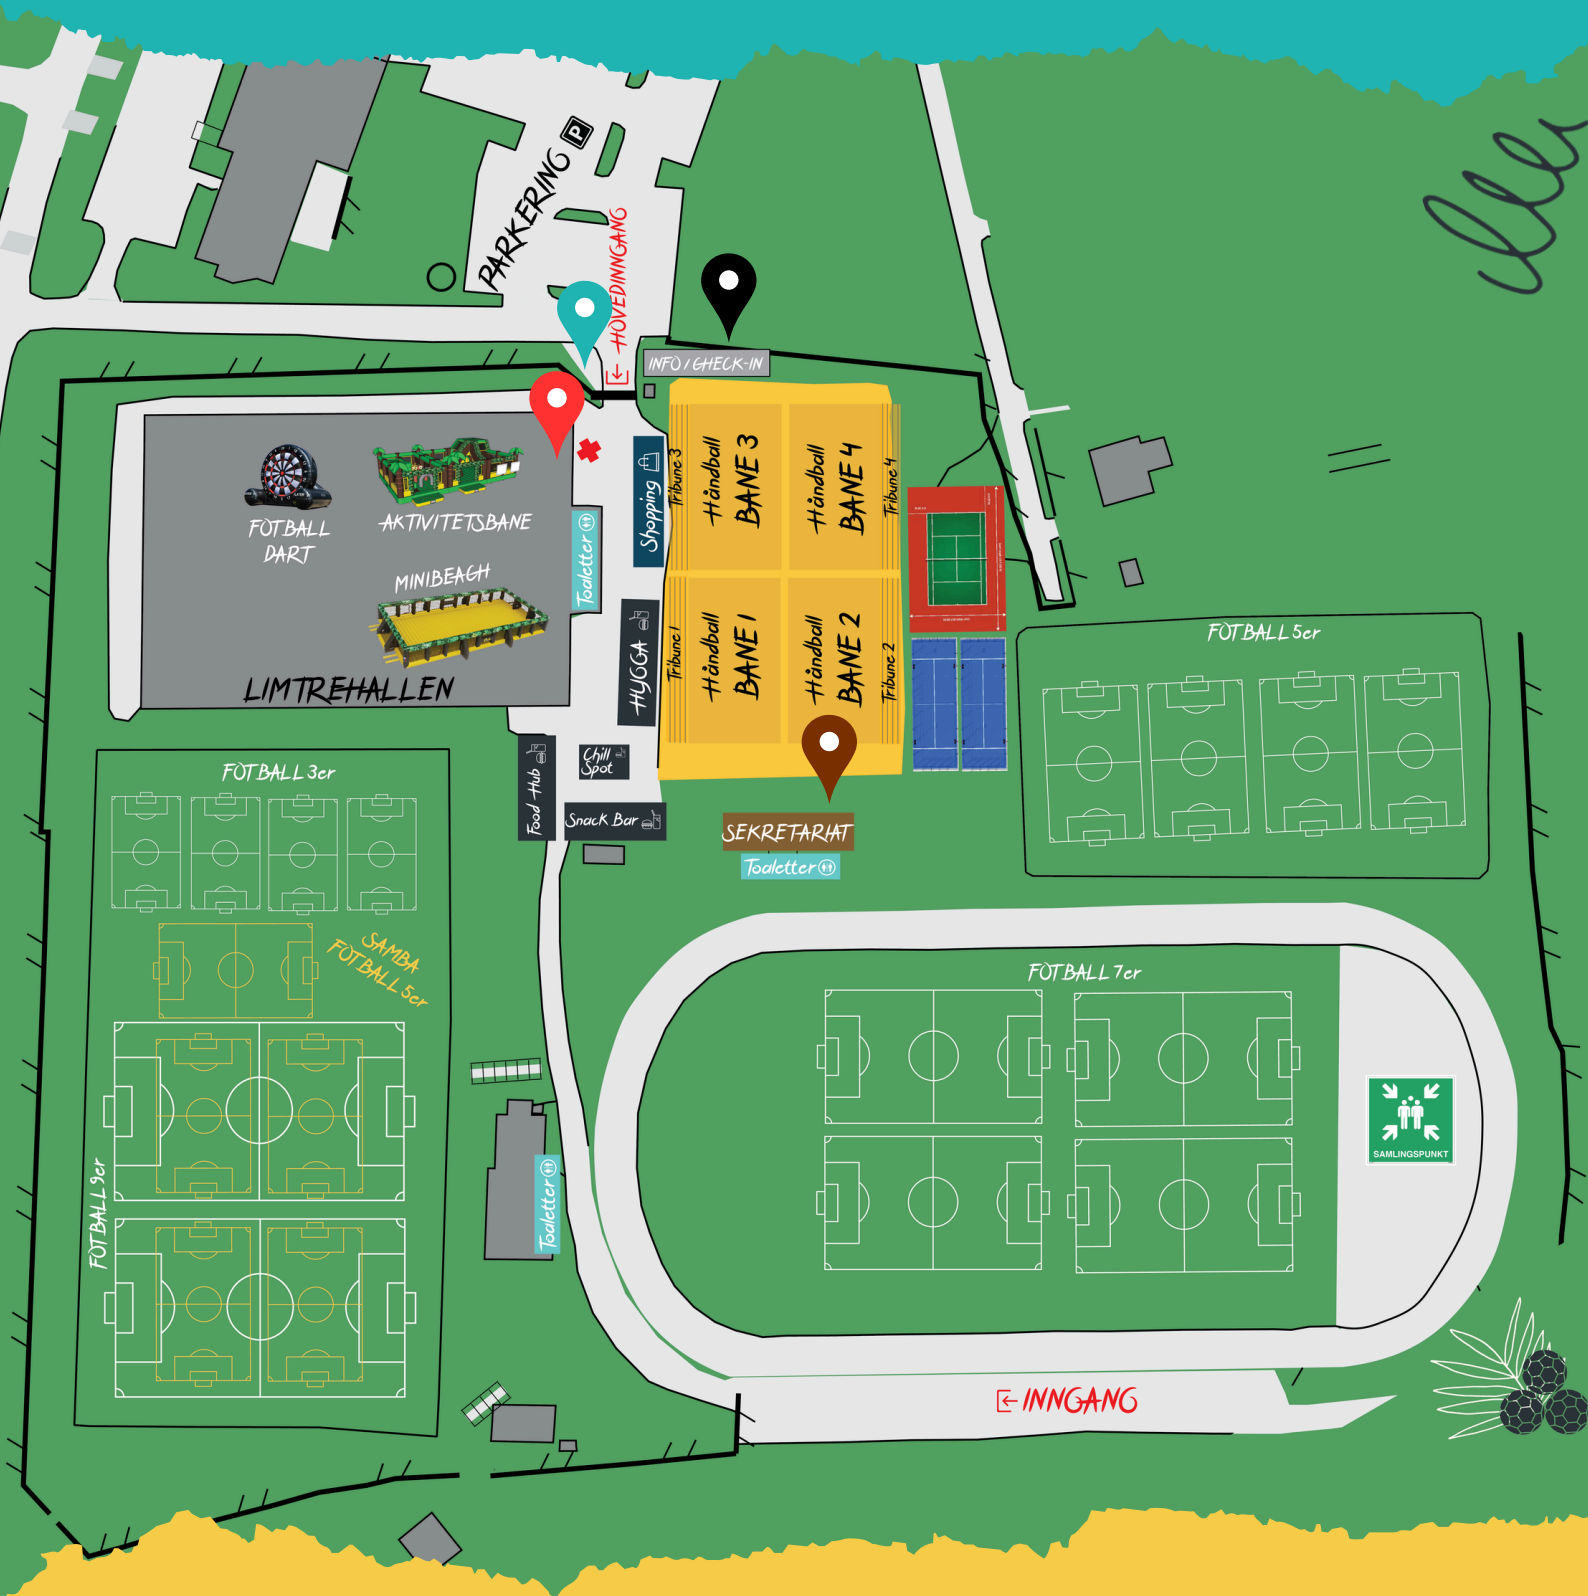 P
PARKERING
HOVEDINNGANG
INFO / CHECK-IN
FOTBALL
DART
AKTIVITETSBANE
MINIBEACH
LIMTREHALLEN
Toaletter
Shopping
HYGGA
Tribune 3
Håndball
BANE 3
Håndball
BANE 4
Tribune 4
Tribune 1
Håndball
BANE 1
Håndball
BANE 2
Tribune 2
FOTBALL 5er
Food Hub
Chill
Spot
Snack Bar
SEKRETARIAT
Toaletter
FOTBALL 3er
SAMBA
FOTBALL 5er
FOTBALL 9er
Toaletter
FOTBALL 7er
SAMLINGSPUNKT
INNGANG